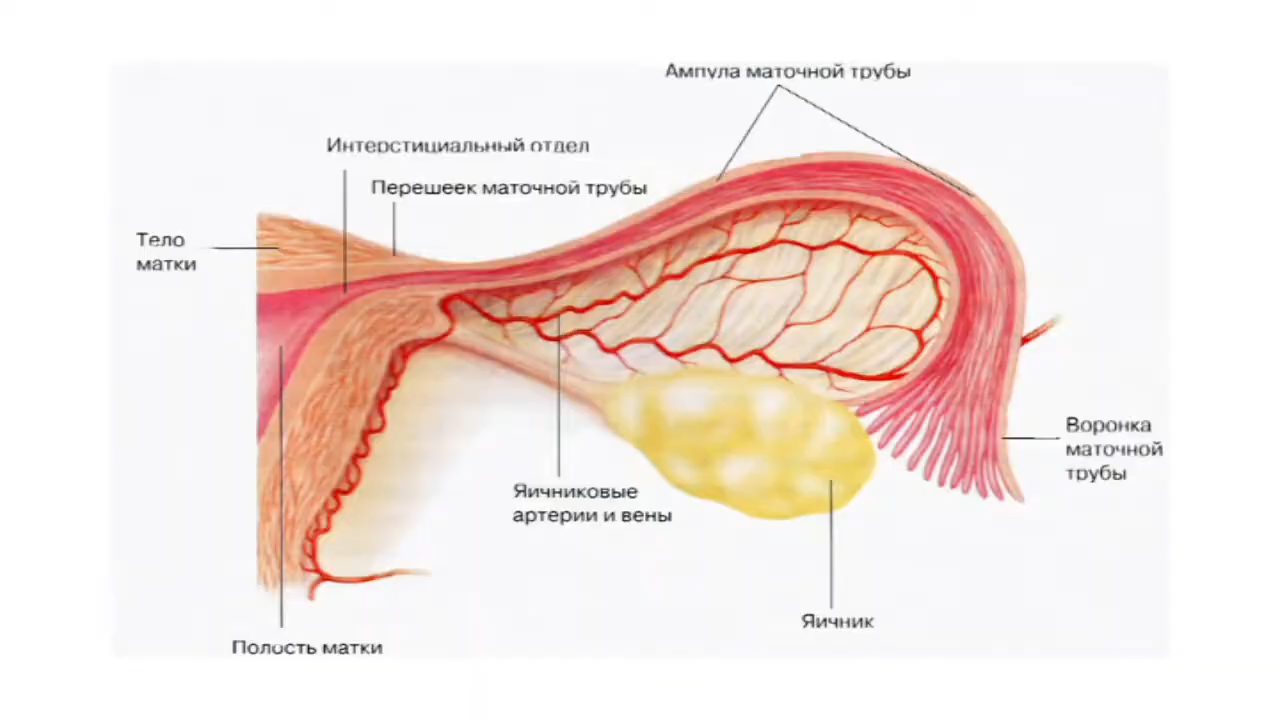 Ампула маточной трубы
Интерстициальный отдел
Перешеек маточной трубы
Тело
матки
Воронка
маточной
трубы
Яичниковые
артерии и вены
Яичник
Полость матки